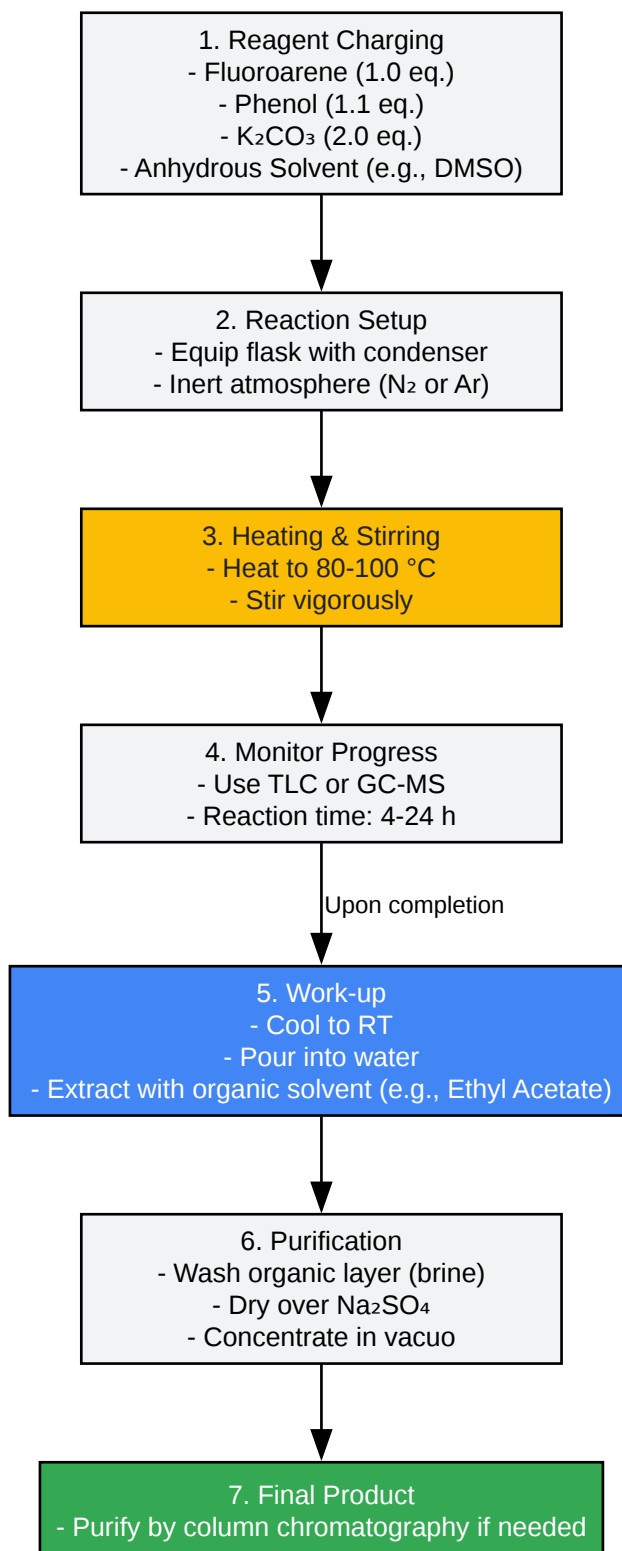 1. Reagent Charging
- Fluoroarene (1.0 eq.)
- Phenol (1.1 eq.)
- K₂CO₃ (2.0 eq.)
- Anhydrous Solvent (e.g., DMSO)
2. Reaction Setup
- Equip flask with condenser
- Inert atmosphere (N₂ or Ar)
3. Heating & Stirring
- Heat to 80-100 °C
- Stir vigorously
4. Monitor Progress
- Use TLC or GC-MS
- Reaction time: 4-24 h
Upon completion
5. Work-up
- Cool to RT
- Pour into water
- Extract with organic solvent (e.g., Ethyl Acetate)
6. Purification
- Wash organic layer (brine)
- Dry over Na₂SO₄
- Concentrate in vacuo
7. Final Product
- Purify by column chromatography if needed